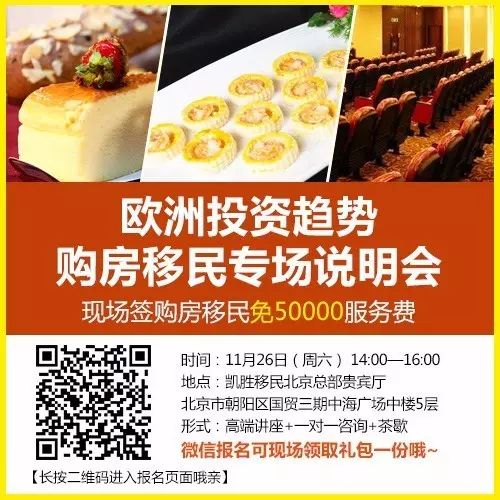 欧洲投资趋势
购房移民专场说明会
现场签购房移民免50000服务费
时间：11月26日（周六） 14:00—16:00
地点：凯胜移民北京总部贵宾厅
北京市朝阳区国贸三期中海广场中楼5层
形式：高端讲座+一对一咨询+茶歇
微信报名可现场领取礼包一份哦~
【长按二维码进入报名页面哦亲】